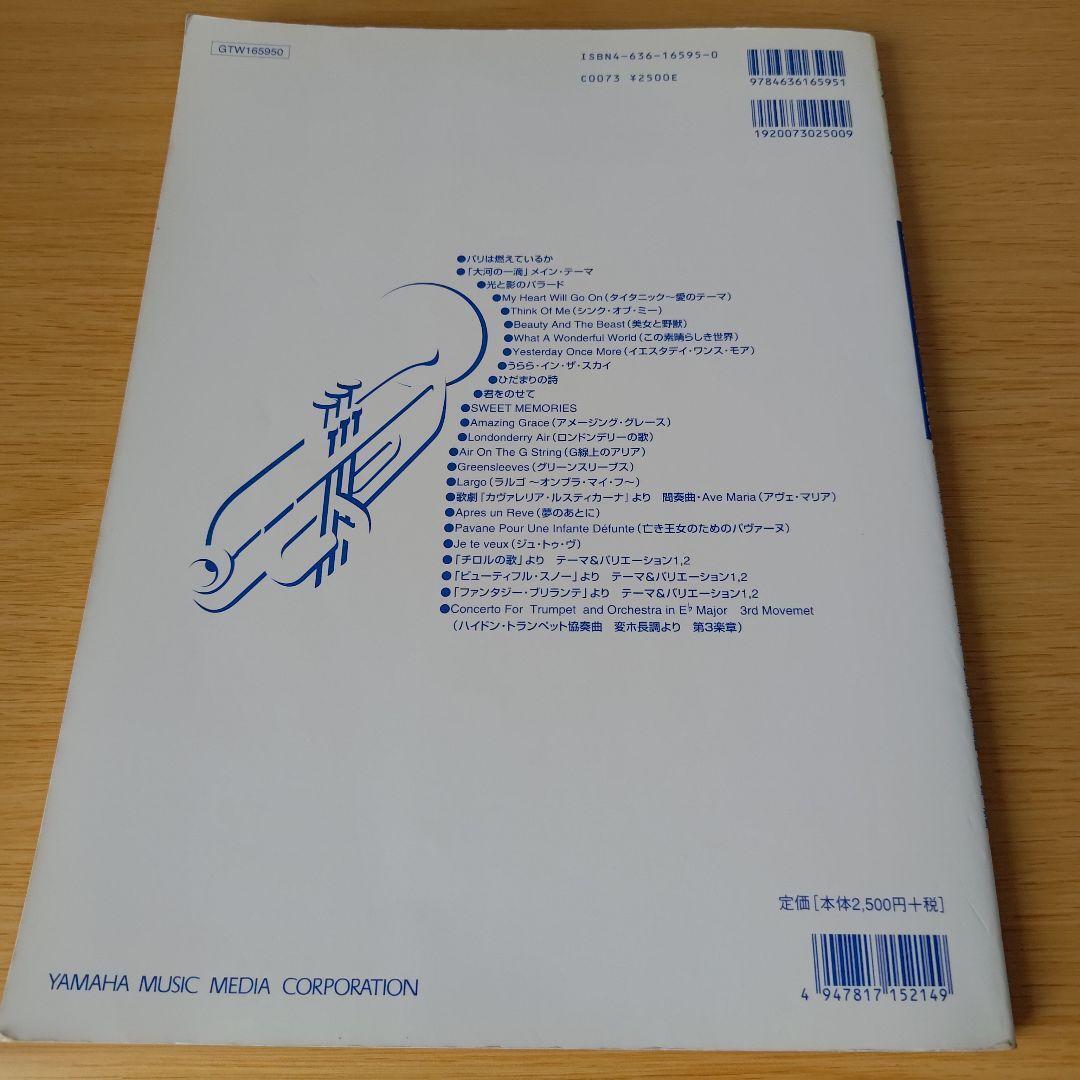 GTW165950
ISBN4-636-16595-0
C0073 ¥2500E
9784636165951
1920073025009
●パリは燃えているか
●「大河の一滴」メイン・テーマ
●光と影のバラード
●My Heart Will Go On(タイタニック〜愛のテーマ)
●Think Of Me(シンク・オブ・ミー)
●Beauty And The Beast(美女と野獣)
●What A Wonderful World(この素晴らしき世界)
●Yesterday Once More(イエスタデイ・ワンス・モア)
●うらら・イン・ザ・スカイ
●ひだまりの詩
●君をのせて
●SWEET MEMORIES
●Amazing Grace(アメージング・グレース)
●Londonderry Air(ロンドンデリーの歌)
●Air On The G String(G線上のアリア)
●Greensleeves(グリーンスリーブス)
●Largo(ラルゴ 〜オンブラ・マイ・フ〜)
●歌劇『カヴァレリア・ルスティカーナ』より 間奏曲・Ave Maria(アヴェ・マリア)
●Apres un Reve(夢のあとに)
●Pavane Pour Une Infante Défunte(亡き王女のためのパヴァーヌ)
●Je te veux(ジュ・トゥ・ヴ)
●「チロルの歌」より テーマ&バリエーション1,2
●「ビューティフル・スノー」より テーマ&バリエーション1,2
●「ファンタジー・ブリランテ」より テーマ&バリエーション1,2
●Concerto For Trumpet and Orchestra in E♭ Major 3rd Movemet
(ハイドン・トランペット協奏曲 変ホ長調より 第3楽章)
定価[本体2,500円+税]
4 947817 152149
YAMAHA MUSIC MEDIA CORPORATION